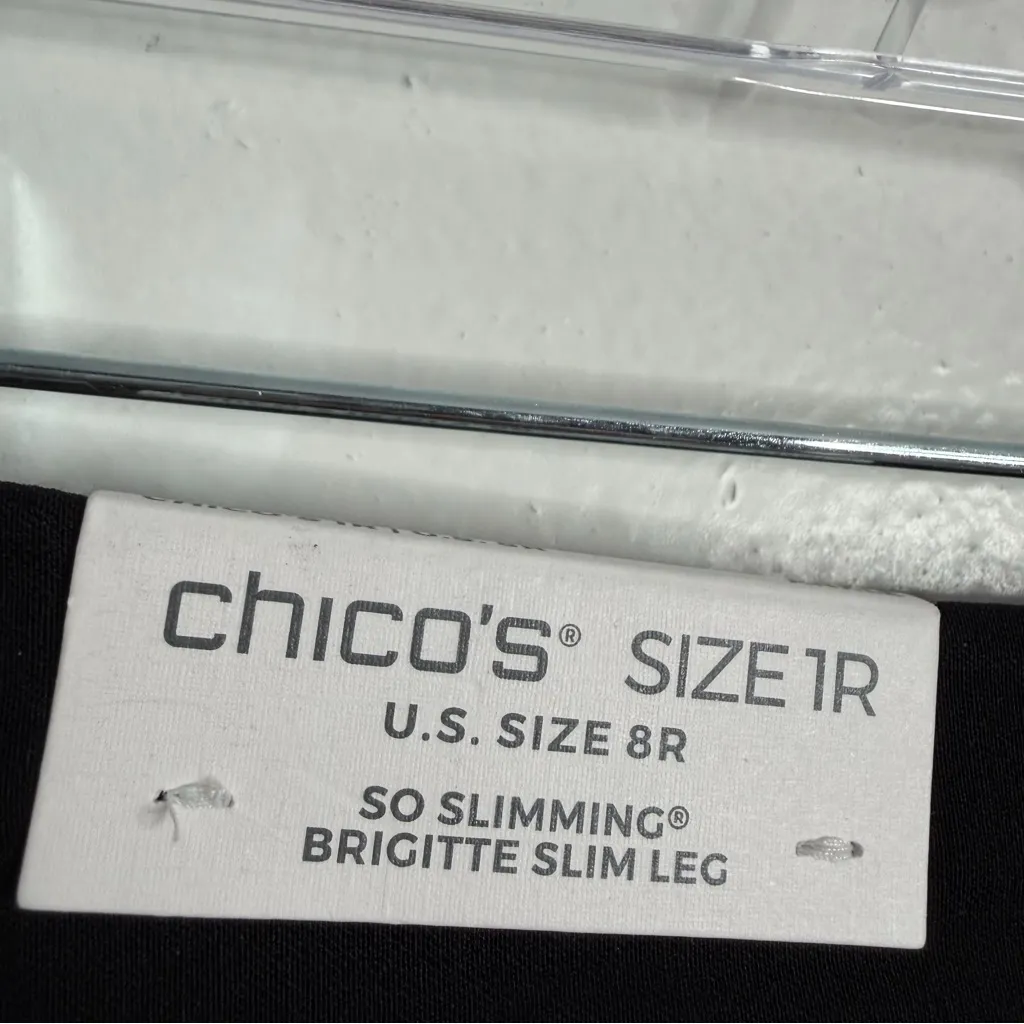 chico's® SIZE 1R
U.S. SIZE 8R
SO SLIMMING®
BRIGITTE SLIM LEG